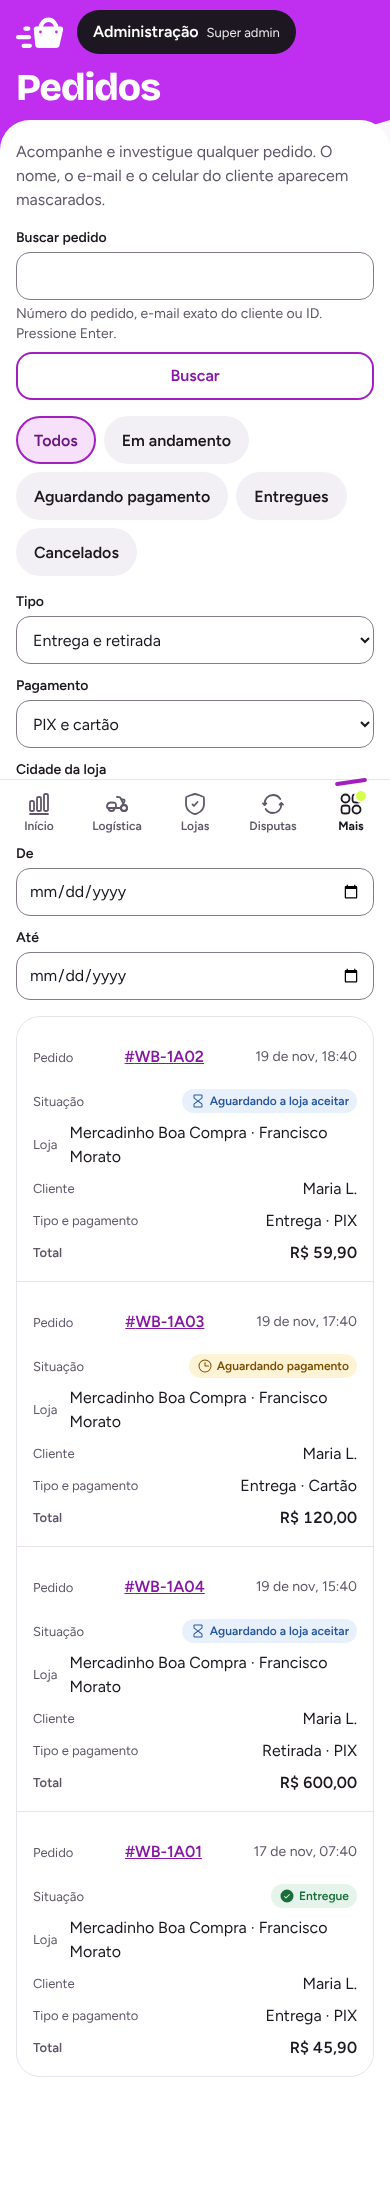 Administração Super admin
Pedidos
Acompanhe e investigue qualquer pedido. O
nome, o e-mail e o celular do cliente aparecem
mascarados.
Buscar pedido
Número do pedido, e-mail exato do cliente ou ID.
Pressione Enter.
Buscar
Todos
Em andamento
Aguardando pagamento
Entregues
Cancelados
Tipo
Entrega e retirada
Pagamento
PIX e cartão
Cidade da loja
Início
Logística
Lojas
Disputas
Mais
De
mm/dd/yyyy
Até
mm/dd/yyyy
Pedido #WB-1A02 19 de nov, 18:40
Situação Aguardando a loja aceitar
Loja Mercadinho Boa Compra · Francisco
Morato
Cliente Maria L.
Tipo e pagamento Entrega · PIX
Total R$ 59,90
Pedido #WB-1A03 19 de nov, 17:40
Situação Aguardando pagamento
Loja Mercadinho Boa Compra · Francisco
Morato
Cliente Maria L.
Tipo e pagamento Entrega · Cartão
Total R$ 120,00
Pedido #WB-1A04 19 de nov, 15:40
Situação Aguardando a loja aceitar
Loja Mercadinho Boa Compra · Francisco
Morato
Cliente Maria L.
Tipo e pagamento Retirada · PIX
Total R$ 600,00
Pedido #WB-1A01 17 de nov, 07:40
Situação Entregue
Loja Mercadinho Boa Compra · Francisco
Morato
Cliente Maria L.
Tipo e pagamento Entrega · PIX
Total R$ 45,90